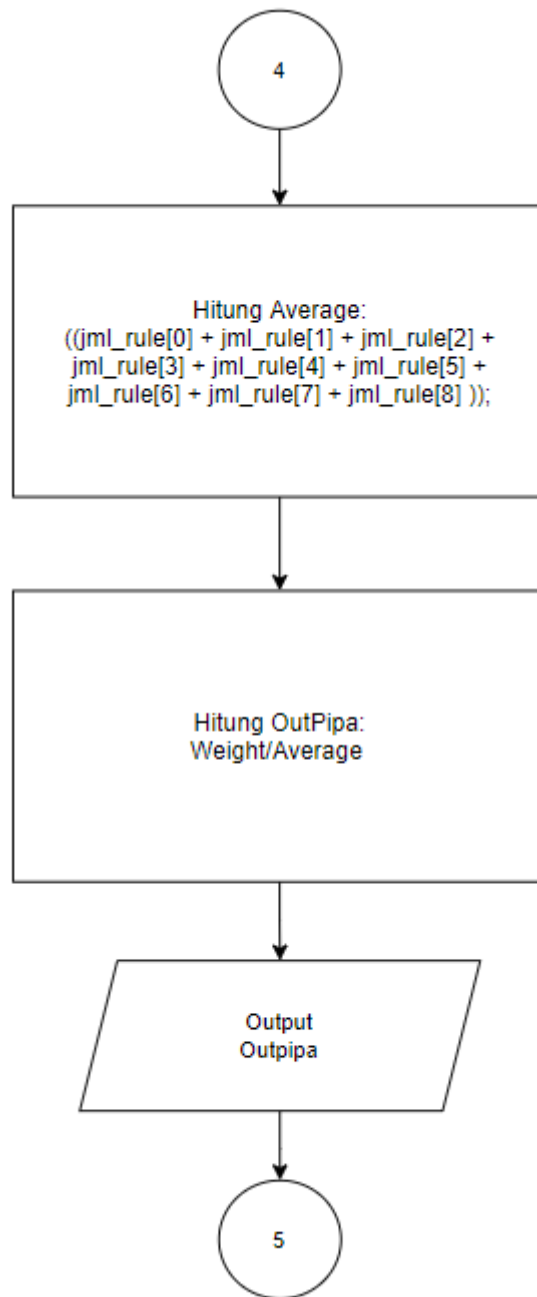 4
Hitung Average:
((jml_rule[0] + jml_rule[1] + jml_rule[2] +
jml_rule[3] + jml_rule[4] + jml_rule[5] +
jml_rule[6] + jml_rule[7] + jml_rule[8] ));
Hitung OutPipa:
Weight/Average
Output
Outpipa
5